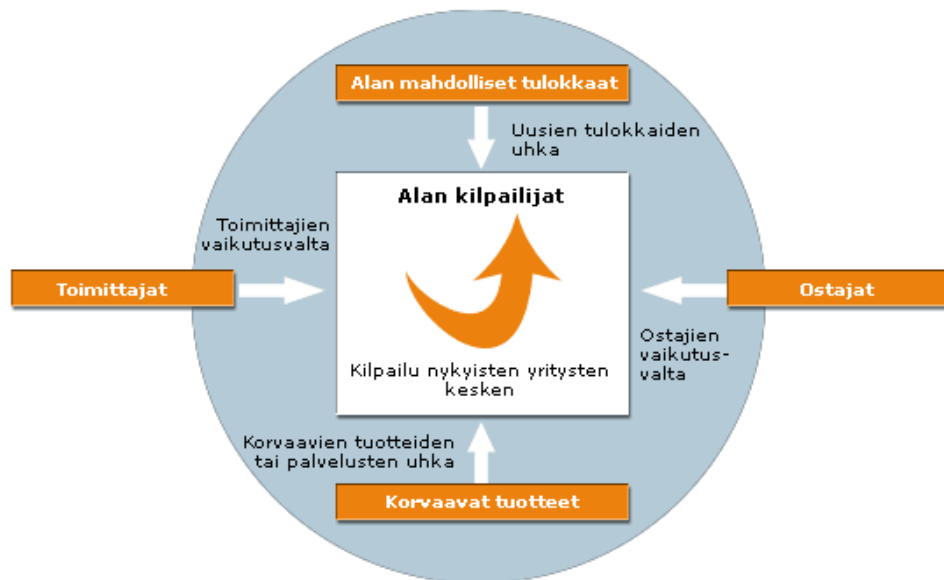 Alan mahdolliset tulokkaat
Uusien tulokkaiden
uhka
Alan kilpailijat
Toimittajien
vaikutusvalta
Toimittajat
Ostajat
Ostajien
vaikutus-
valta
Kilpailu nykyisten yritysten
kesken
Korvaavien tuotteiden
tai palvelusten uhka
Korvaavat tuotteet